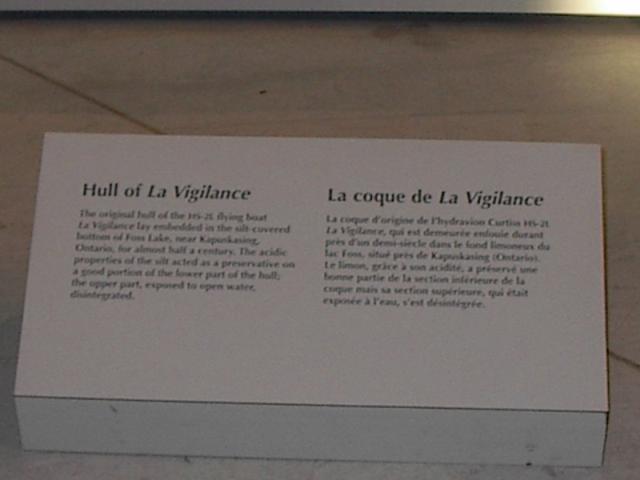 Hull of La Vigilance
The original hull of the HS-2L flying boat
La Vigilance lay embedded in the silt-covered
bottom of Foss Lake, near Kapuskasing,
Ontario, for almost half a century. The acidic
properties of the silt acted as a preservative on
a good portion of the lower part of the hull;
the upper part, exposed to open water,
disintegrated.
La coque de La Vigilance
La coque d'origine de l'hydravion Curtiss HS-2L
La Vigilance, qui est demeurée enfouie durant
près d'un demi-siècle dans le fond limoneux du
lac Foss, situé près de Kapuskasing (Ontario).
Le limon, grâce à son acidité, a préservé une
bonne partie de la section inférieure de la
coque mais sa section supérieure, qui était
exposée à l'eau, s'est désintégrée.